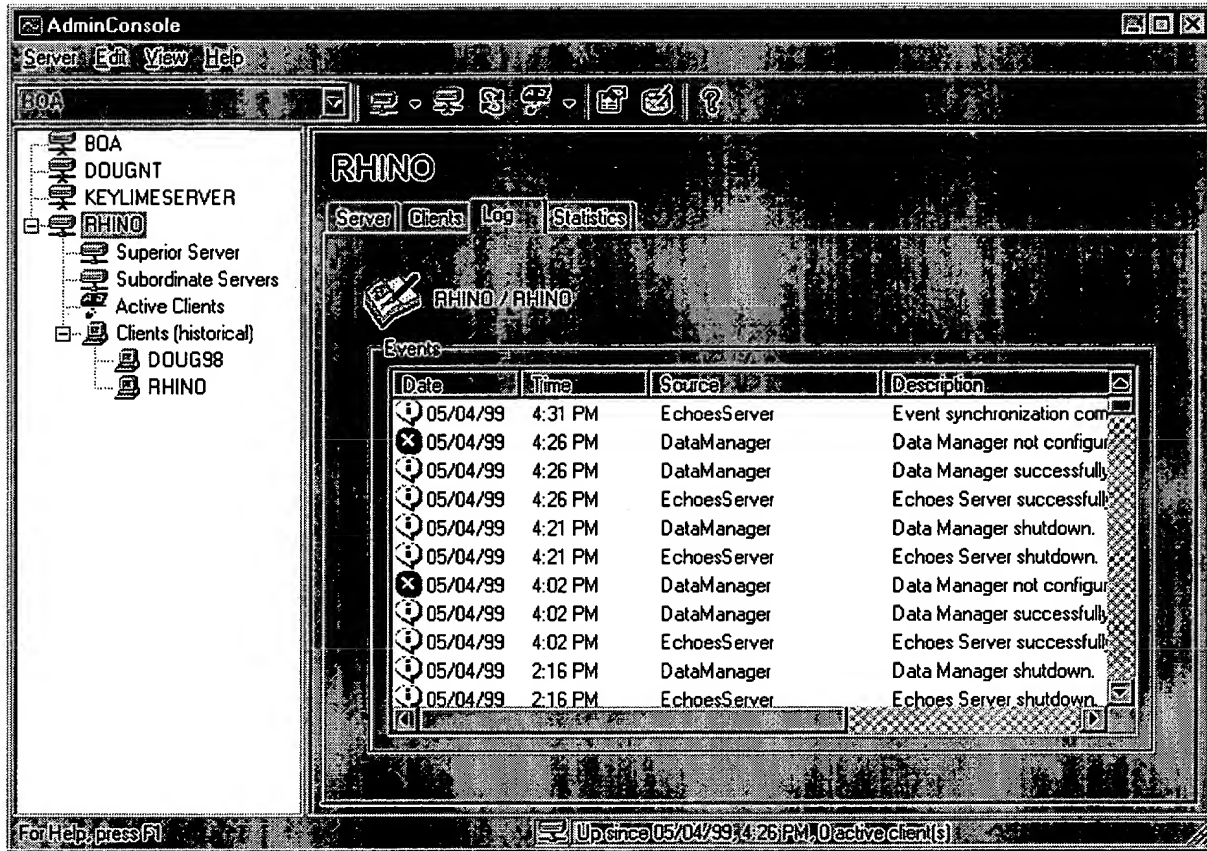 AdminConsole
Server Edit View Help
BOA
BOA
DOUGNT
KEYLIMESERVER
RHINO
Superior Server
Subordinate Servers
Active Clients
Clients (historical)
DOUG98
RHINO
RHINO
Server Clients Log Statistics
RHINO / RHINO
Events
Date Time Source Description
05/04/99 4:31 PM EchoesServer Event synchronization com
05/04/99 4:26 PM DataManager Data Manager not configur
05/04/99 4:26 PM DataManager Data Manager successfully
05/04/99 4:26 PM EchoesServer Echoes Server successfull
05/04/99 4:21 PM DataManager Data Manager shutdown.
05/04/99 4:21 PM EchoesServer Echoes Server shutdown.
05/04/99 4:02 PM DataManager Data Manager not configur
05/04/99 4:02 PM DataManager Data Manager successfully
05/04/99 4:02 PM EchoesServer Echoes Server successfull
05/04/99 2:16 PM DataManager Data Manager shutdown.
05/04/99 2:16 PM EchoesServer Echoes Server shutdown.
For Help, press F1
Up since 05/04/99, 4:26 PM, 0 active client(s)